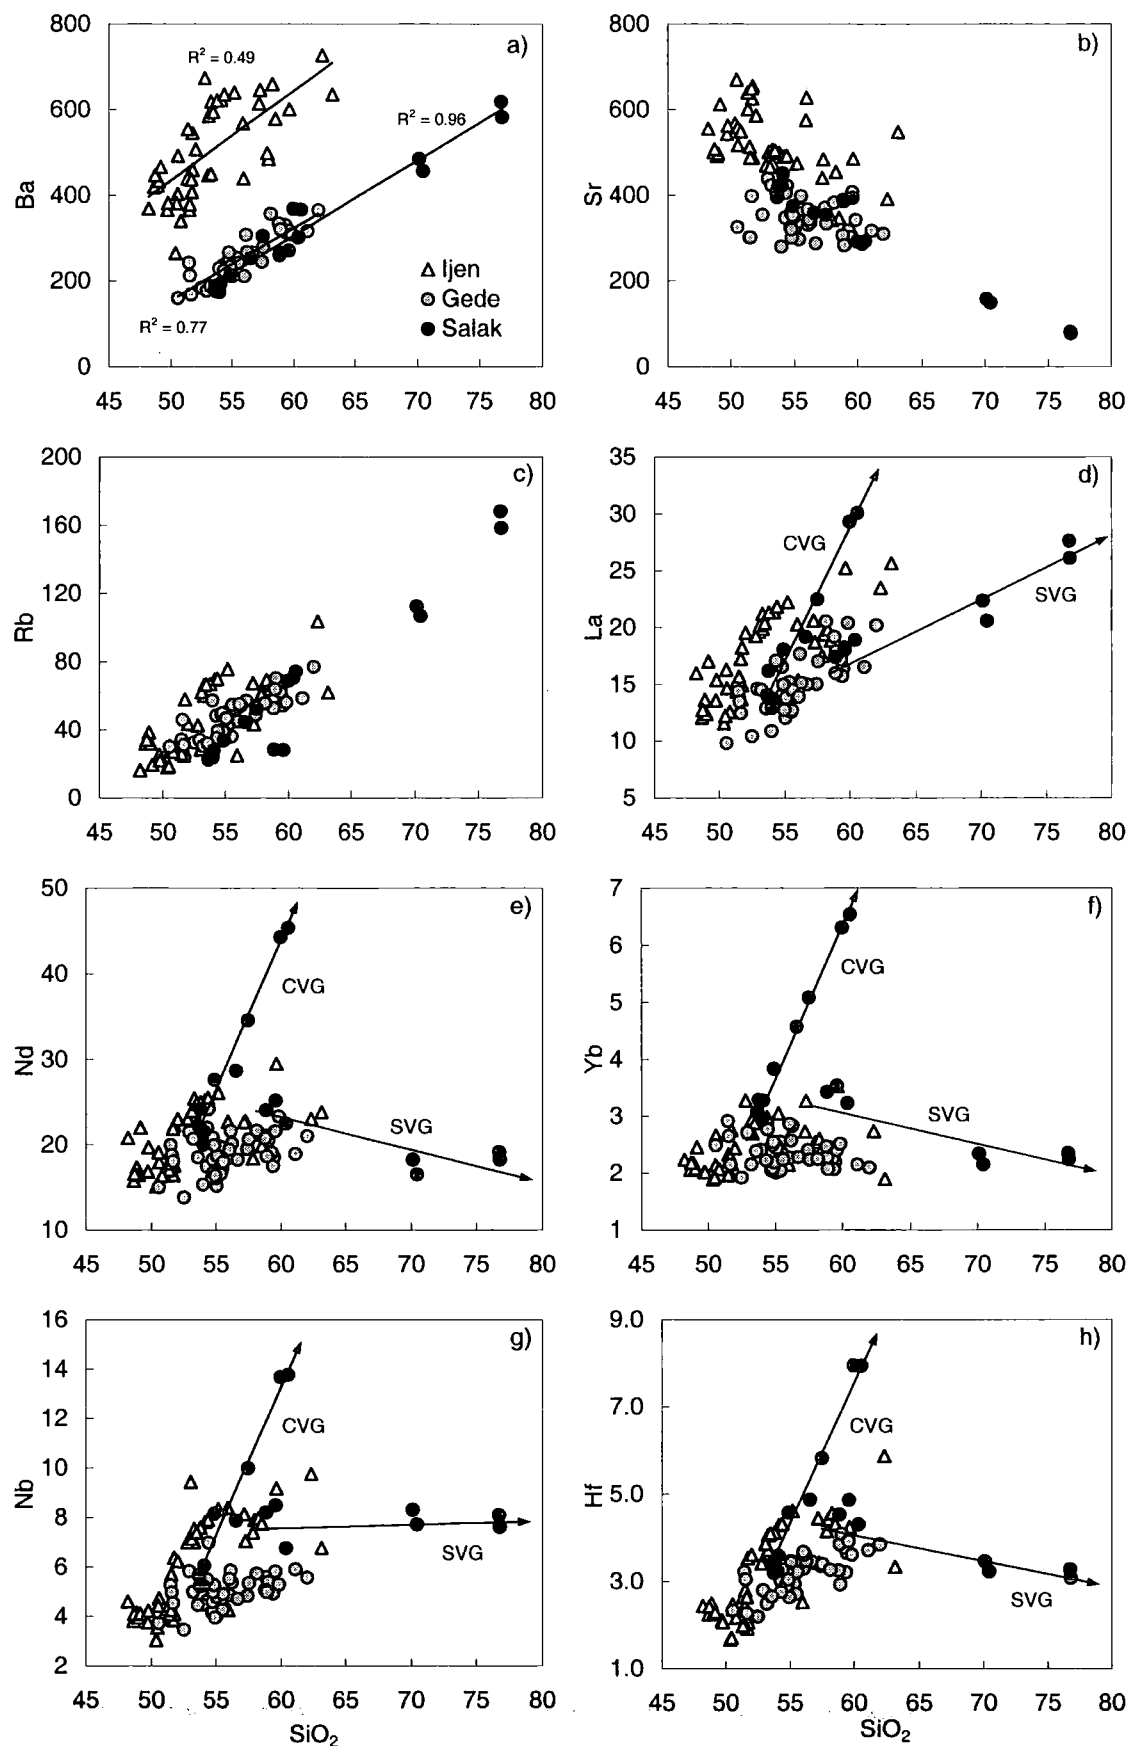 800
600
400
200
0
Ba
a)
R² = 0.49
R² = 0.96
R² = 0.77
Ijen
Gede
Salak
45 50 55 60 65 70 75 80
800
600
400
200
0
Sr
b)
45 50 55 60 65 70 75 80
200
160
120
80
40
0
Rb
c)
45 50 55 60 65 70 75 80
35
30
25
20
15
10
5
La
d)
CVG
SVG
45 50 55 60 65 70 75 80
50
40
30
20
10
Nd
e)
CVG
SVG
45 50 55 60 65 70 75 80
7
6
5
4
3
2
1
Yb
f)
CVG
SVG
45 50 55 60 65 70 75 80
16
14
12
10
8
6
4
2
Nb
g)
CVG
SVG
45 50 55 60 65 70 75 80
SiO₂
9.0
7.0
5.0
3.0
1.0
Hf
h)
CVG
SVG
45 50 55 60 65 70 75 80
SiO₂